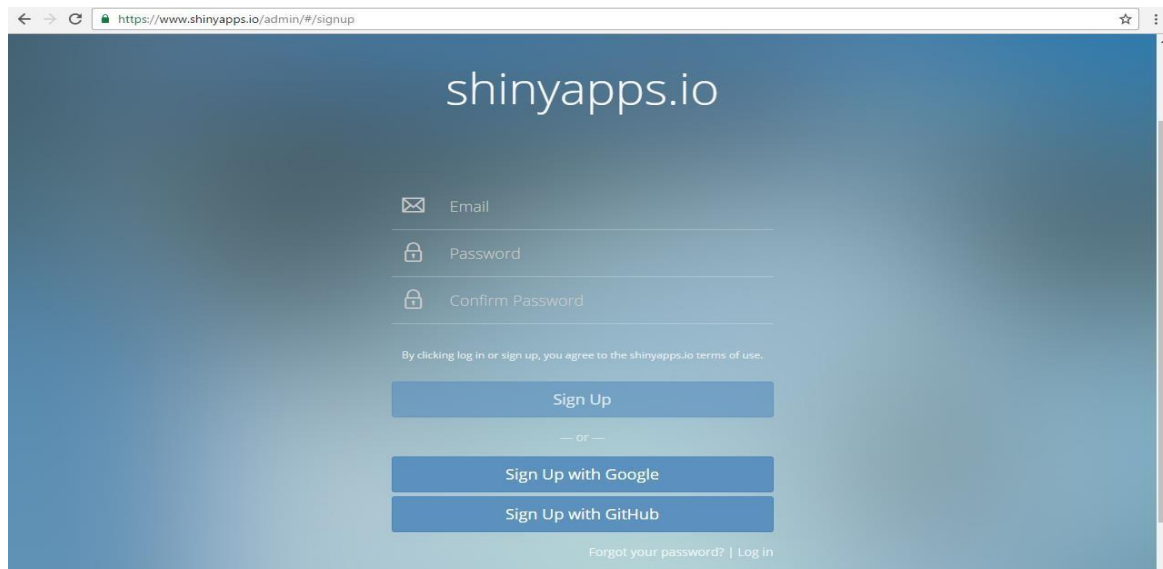 https://www.shinyapps.io/admin/#/signup
shinyapps.io
Email
Password
Confirm Password
By clicking log in or sign up, you agree to the shinyapps.io terms of use.
Sign Up
— or —
Sign Up with Google
Sign Up with GitHub
Forgot your password? | Log in